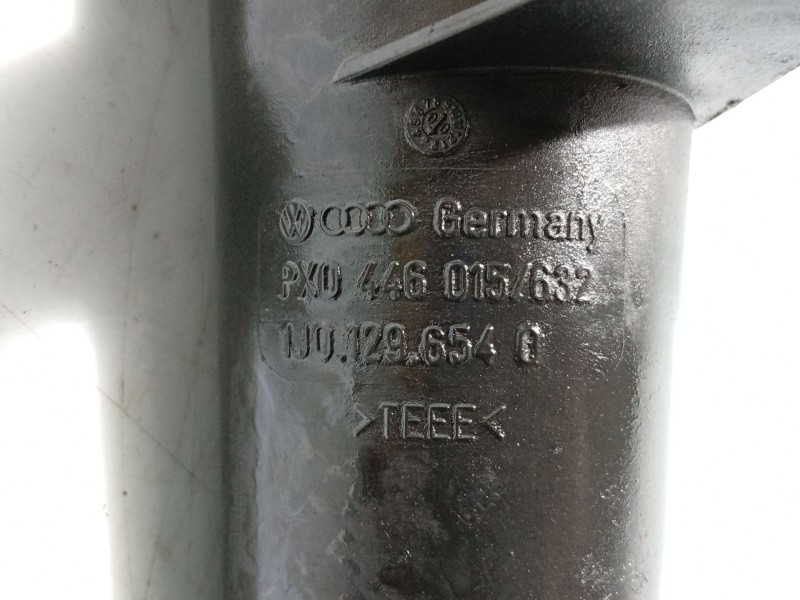 Germany
PX0 446 015/632
1J0.129.654 Q
>TEEE<